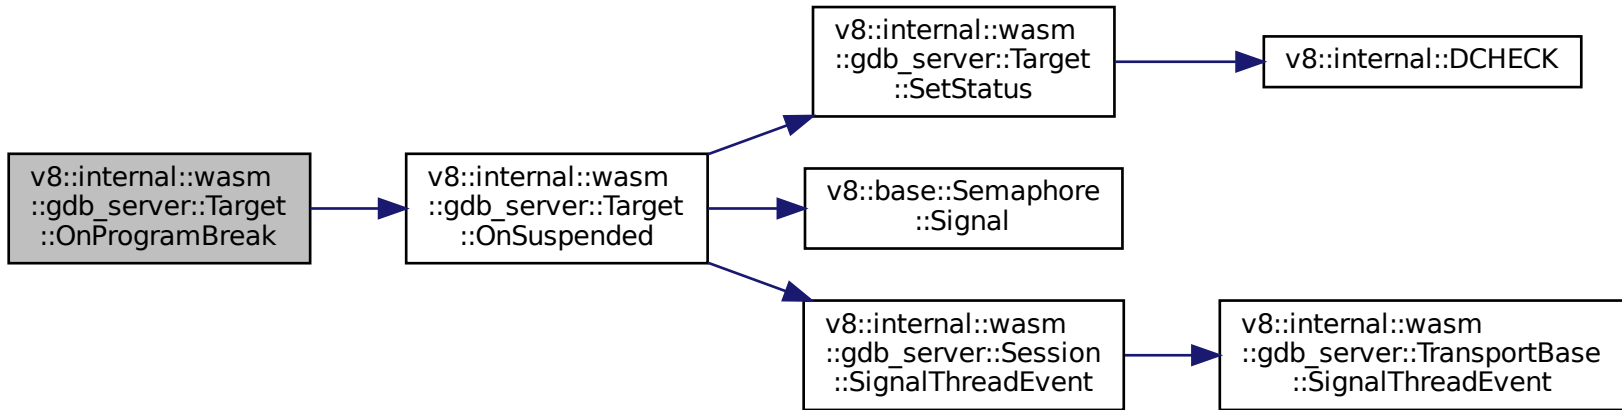 v8::internal::wasm
::gdb_server::Target
::OnProgramBreak
v8::internal::wasm
::gdb_server::Target
::OnSuspended
v8::internal::wasm
::gdb_server::Target
::SetStatus
v8::internal::DCHECK
v8::base::Semaphore
::Signal
v8::internal::wasm
::gdb_server::Session
::SignalThreadEvent
v8::internal::wasm
::gdb_server::TransportBase
::SignalThreadEvent